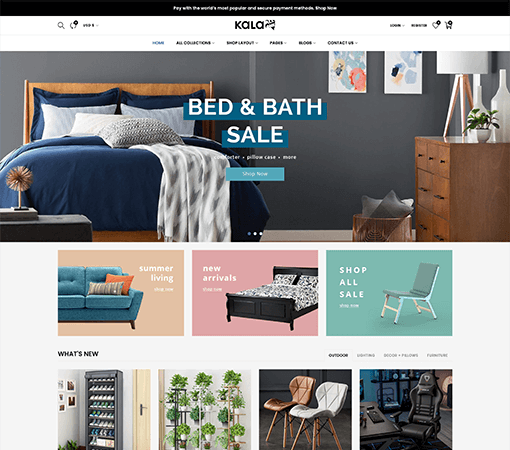 Pay with the world's most popular and secure payment methods. Shop Now
USD $
KALA
LOGIN
REGISTER
HOME
ALL COLLECTIONS
SHOP LAYOUT
PAGES
BLOGS
CONTACT US
BED & BATH
SALE
comforter • pillow case • more
Shop Now
summer
living
shop now
new
arrivals
shop now
SHOP
ALL
SALE
shop now
WHAT'S NEW
OUTDOOR
LIGHTING
DECOR + PILLOWS
FURNITURE